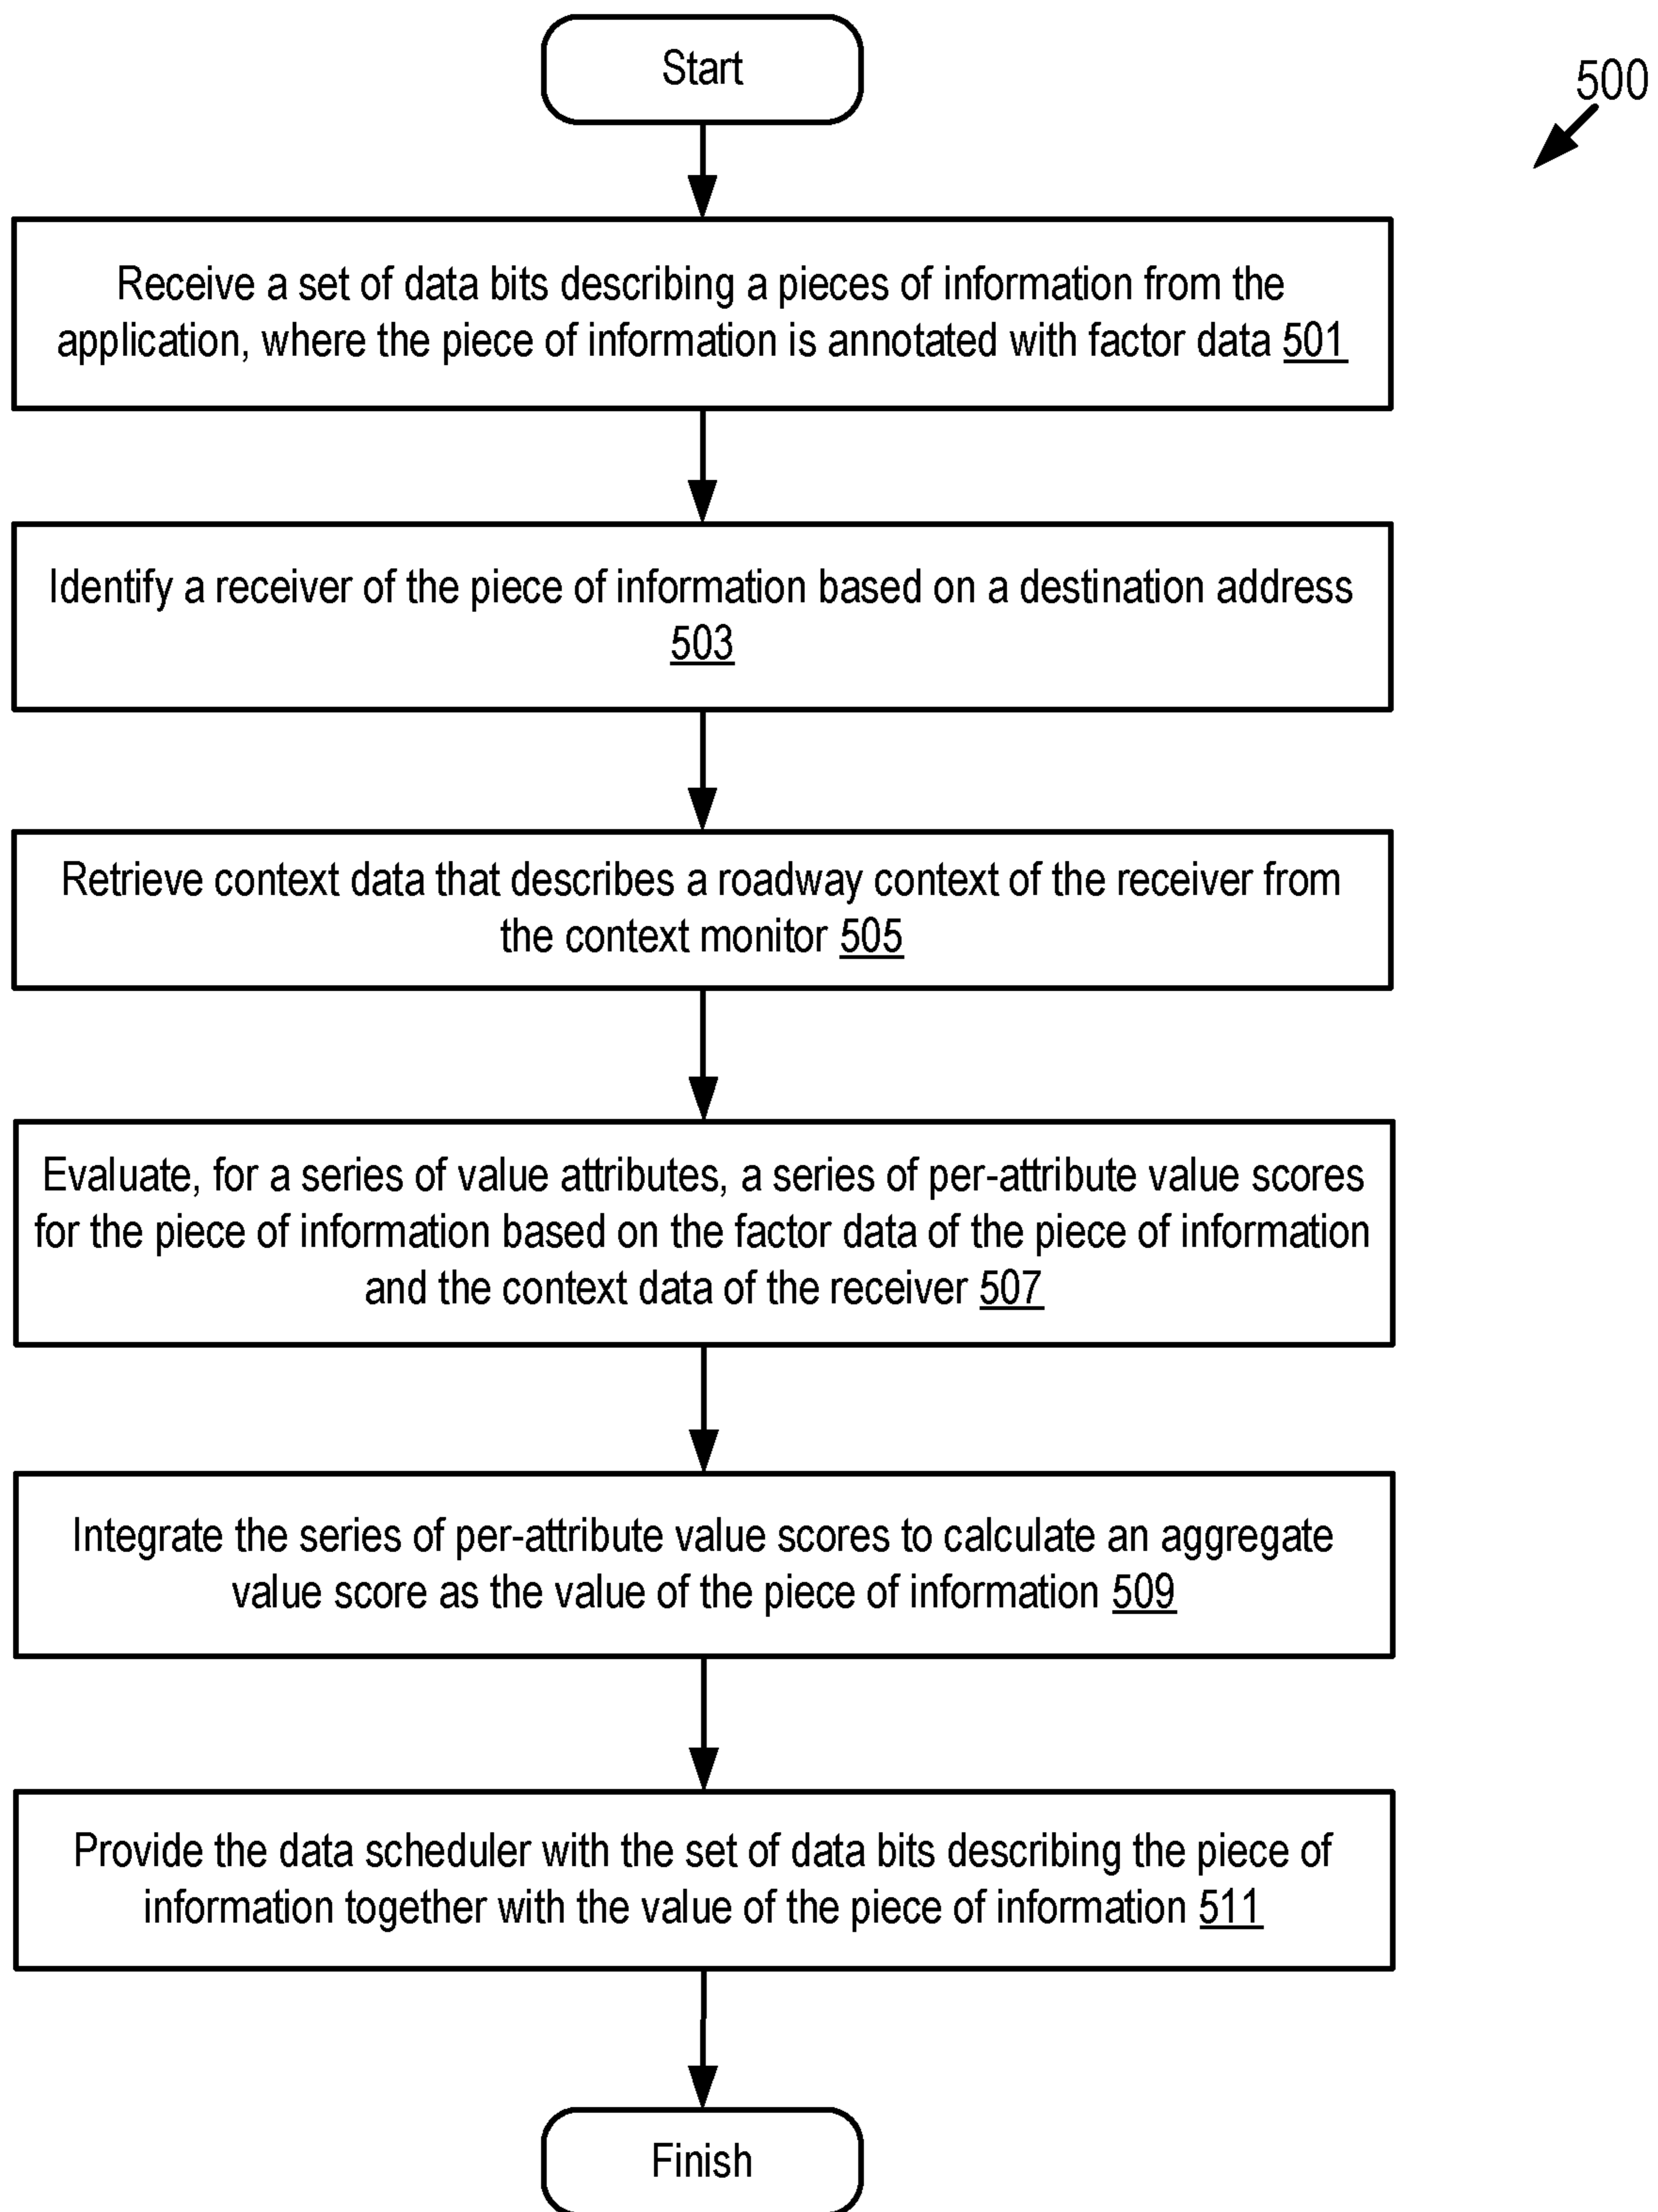 Start
500
Receive a set of data bits describing a pieces of information from the
application, where the piece of information is annotated with factor data 501
Identify a receiver of the piece of information based on a destination address
503
Retrieve context data that describes a roadway context of the receiver from
the context monitor 505
Evaluate, for a series of value attributes, a series of per-attribute value scores
for the piece of information based on the factor data of the piece of information
and the context data of the receiver 507
Integrate the series of per-attribute value scores to calculate an aggregate
value score as the value of the piece of information 509
Provide the data scheduler with the set of data bits describing the piece of
information together with the value of the piece of information 511
Finish